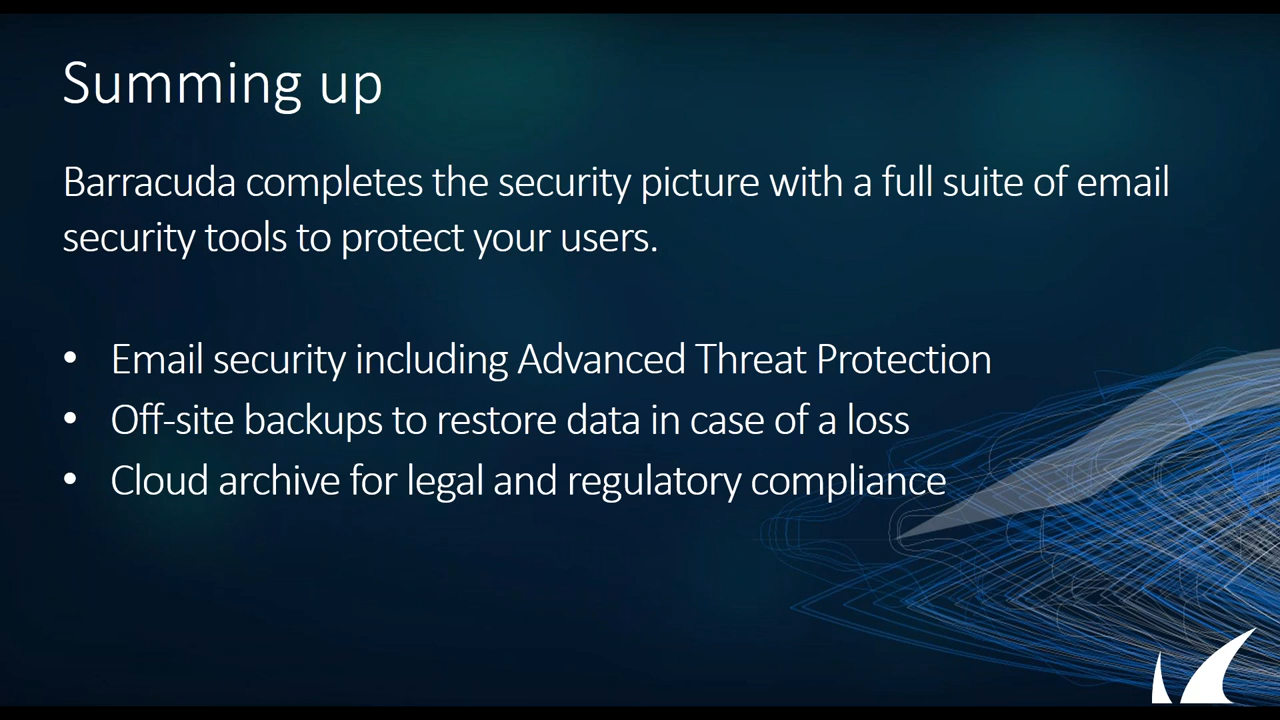 Summing up
Barracuda completes the security picture with a full suite of email
security tools to protect your users.
• Email security including Advanced Threat Protection
• Off-site backups to restore data in case of a loss
• Cloud archive for legal and regulatory compliance